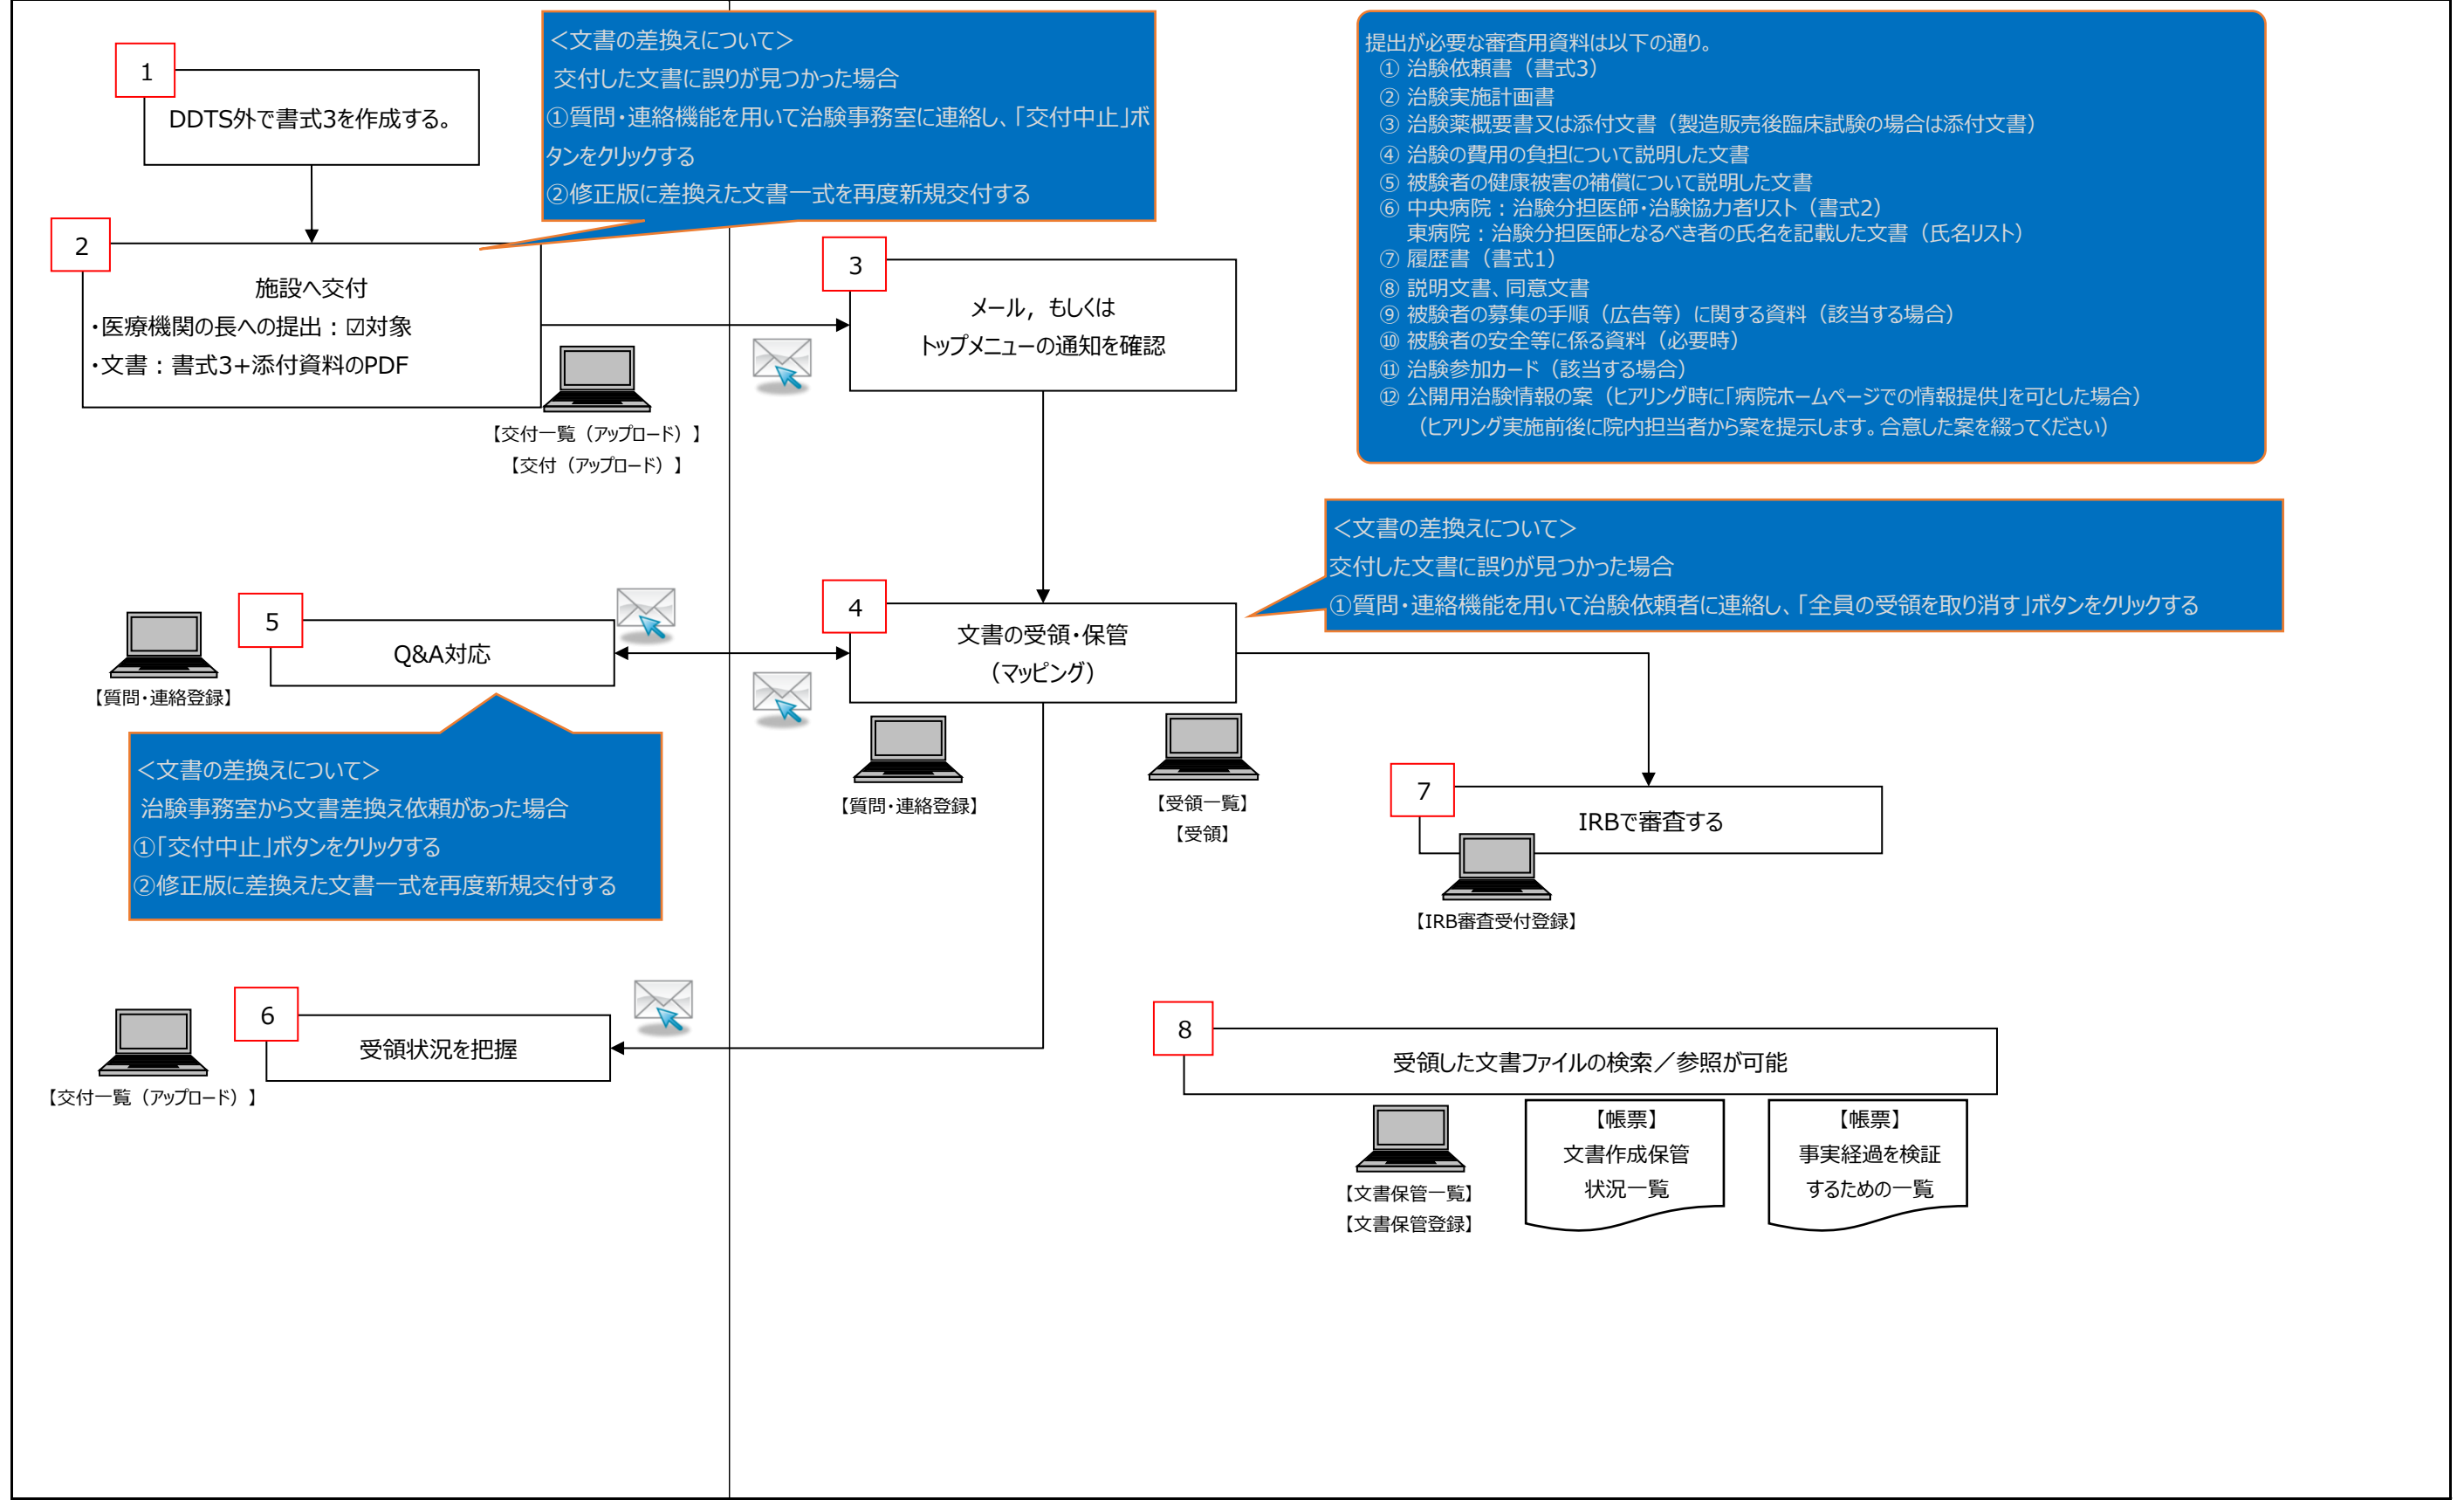 1
DDTS外で書式3を作成する。
＜文書の差換えについて＞
交付した文書に誤りが見つかった場合
①質問・連絡機能を用いて治験事務室に連絡し、「交付中止」ボ
タンをクリックする
②修正版に差換えた文書一式を再度新規交付する
提出が必要な審査用資料は以下の通り。
① 治験依頼書（書式3）
② 治験実施計画書
③ 治験薬概要書又は添付文書（製造販売後臨床試験の場合は添付文書）
④ 治験の費用の負担について説明した文書
⑤ 被験者の健康被害の補償について説明した文書
⑥ 中央病院：治験分担医師・治験協力者リスト（書式2）
東病院：治験分担医師となるべき者の氏名を記載した文書（氏名リスト）
⑦ 履歴書（書式1）
⑧ 説明文書、同意文書
⑨ 被験者の募集の手順（広告等）に関する資料（該当する場合）
⑩ 被験者の安全等に係る資料（必要時）
⑪ 治験参加カード（該当する場合）
⑫ 公開用治験情報の案（ヒアリング時に「病院ホームページでの情報提供」を可とした場合）
（ヒアリング実施前後に院内担当者から案を提示します。合意した案を綴ってください）
2
施設へ交付
・医療機関の長への提出：☑対象
・文書：書式3+添付資料のPDF
【交付一覧（アップロード）】
【交付（アップロード）】
3
メール，もしくは
トップメニューの通知を確認
＜文書の差換えについて＞
交付した文書に誤りが見つかった場合
①質問・連絡機能を用いて治験依頼者に連絡し、「全員の受領を取り消す」ボタンをクリックする
4
文書の受領・保管
（マッピング）
【質問・連絡登録】
【受領一覧】
【受領】
5
Q&A対応
【質問・連絡登録】
＜文書の差換えについて＞
治験事務室から文書差換え依頼があった場合
①「交付中止」ボタンをクリックする
②修正版に差換えた文書一式を再度新規交付する
7
IRBで審査する
【IRB審査受付登録】
6
受領状況を把握
【交付一覧（アップロード）】
8
受領した文書ファイルの検索／参照が可能
【文書保管一覧】
【文書保管登録】
【帳票】
文書作成保管
状況一覧
【帳票】
事実経過を検証
するための一覧